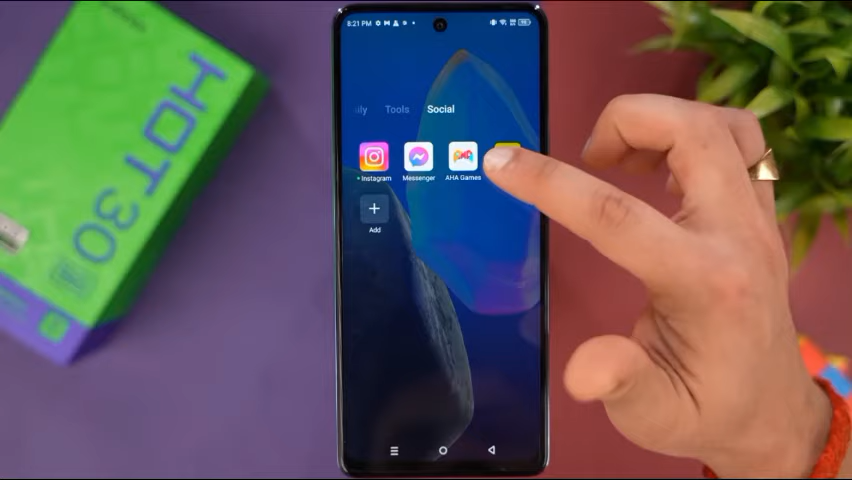 HOT 30
8:21 PM
ily Tools Social
Instagram Messenger AHA Games
Add